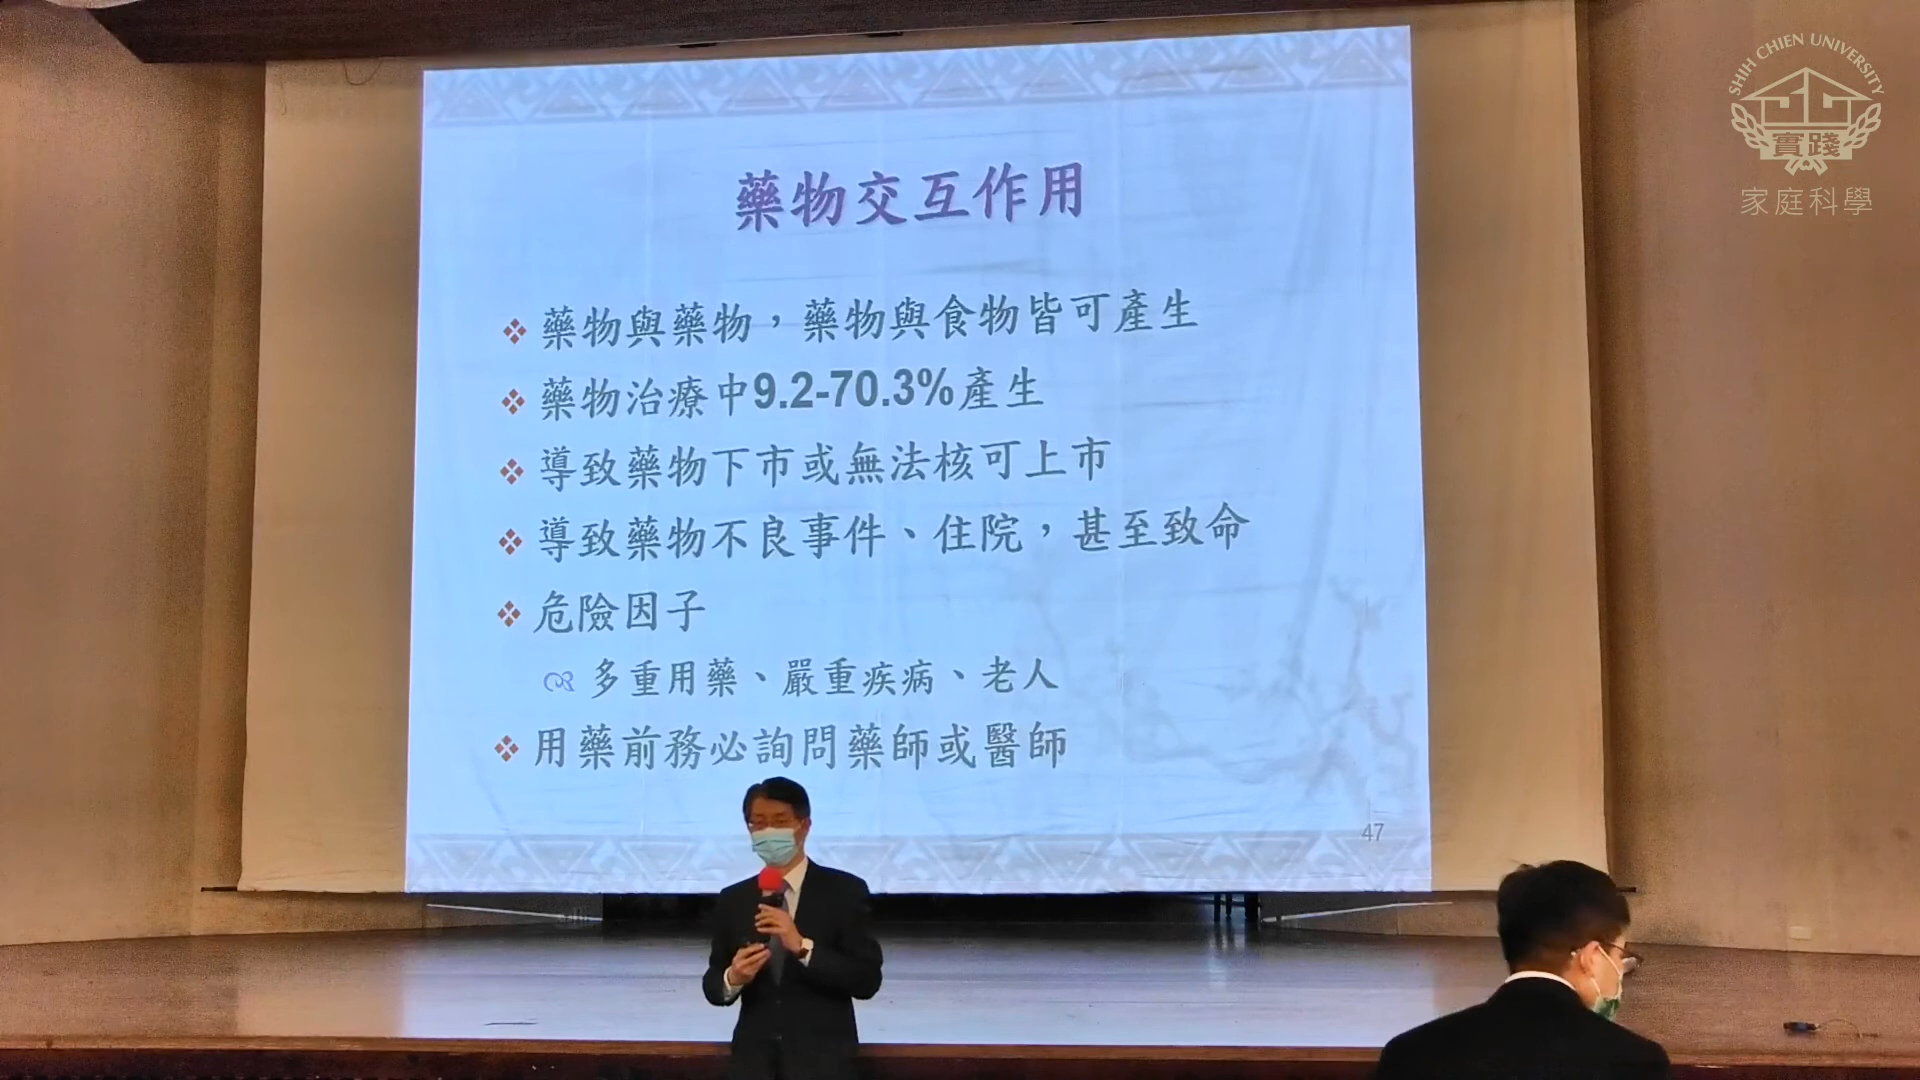 SHIH CHIEN UNIVERSITY
實踐
家庭科學
藥物交互作用
藥物與藥物，藥物與食物皆可產生
藥物治療中9.2-70.3%產生
導致藥物下市或無法核可上市
導致藥物不良事件、住院，甚至致命
危險因子
多重用藥、嚴重疾病、老人
用藥前務必詢問藥師或醫師
47